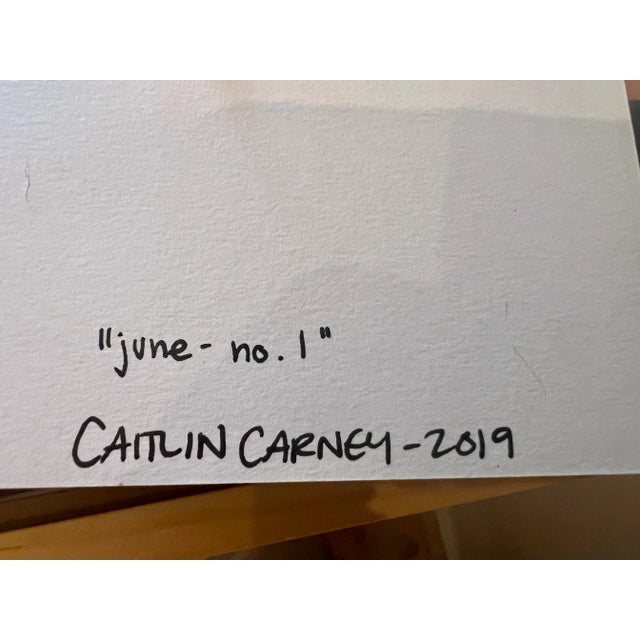 "june - no. 1"
CAITLIN CARNEY - 2019